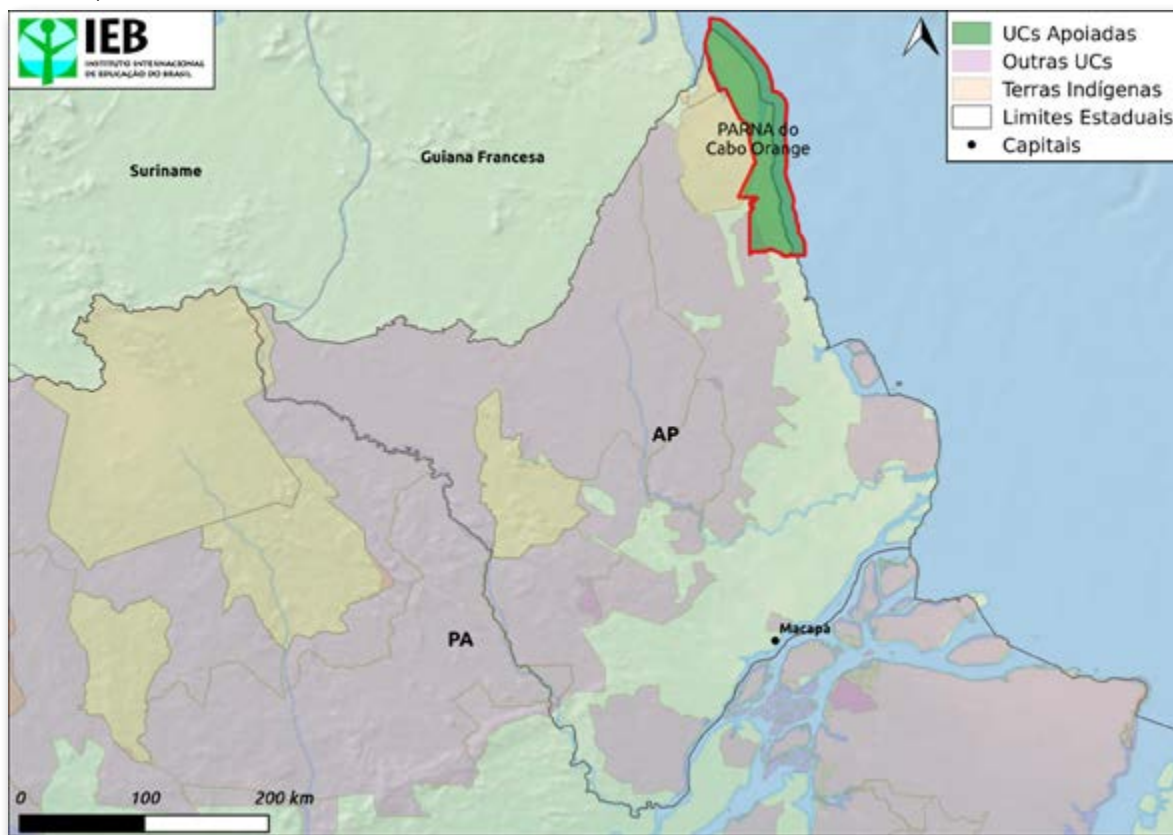 IEB
INSTITUTO INTERNACIONAL
DE EDUCAÇÃO DO BRASIL
UCs Apoiadas
Outras UCs
Terras Indígenas
Limites Estaduais
Capitais
PARNA do
Cabo Orange
Guiana Francesa
Suriname
AP
Macapá
PA
0 100 200 km